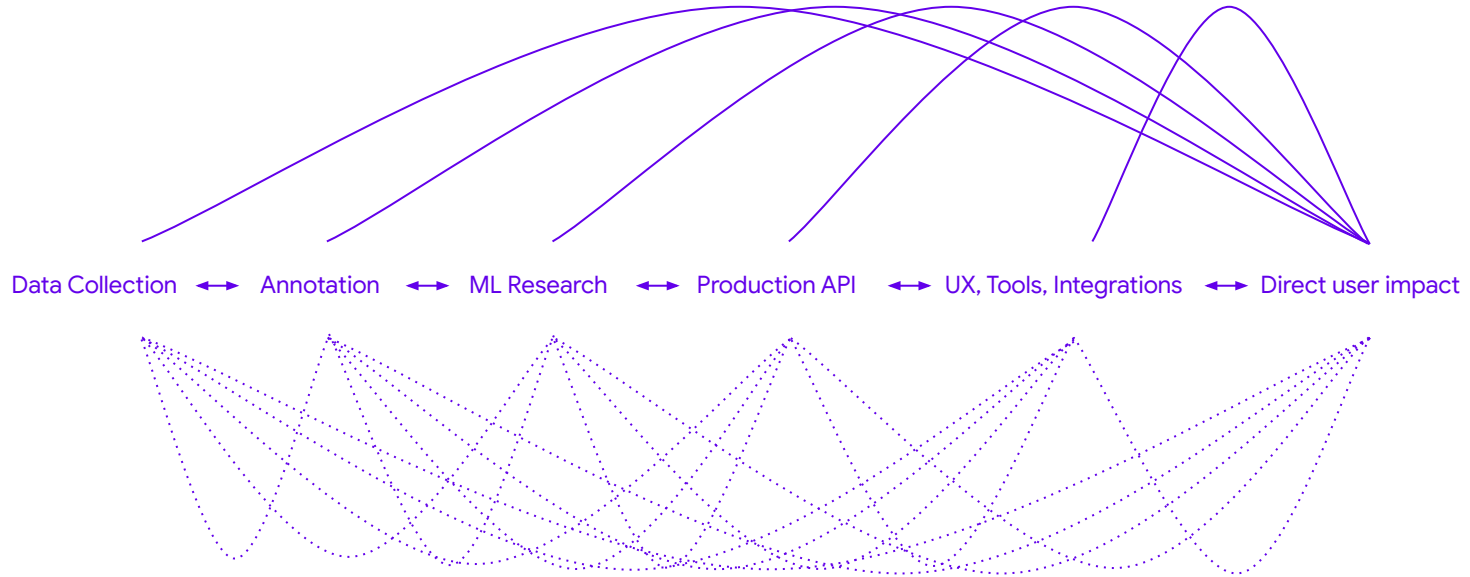 Data Collection
Annotation
ML Research
Production API
UX, Tools, Integrations
Direct user impact